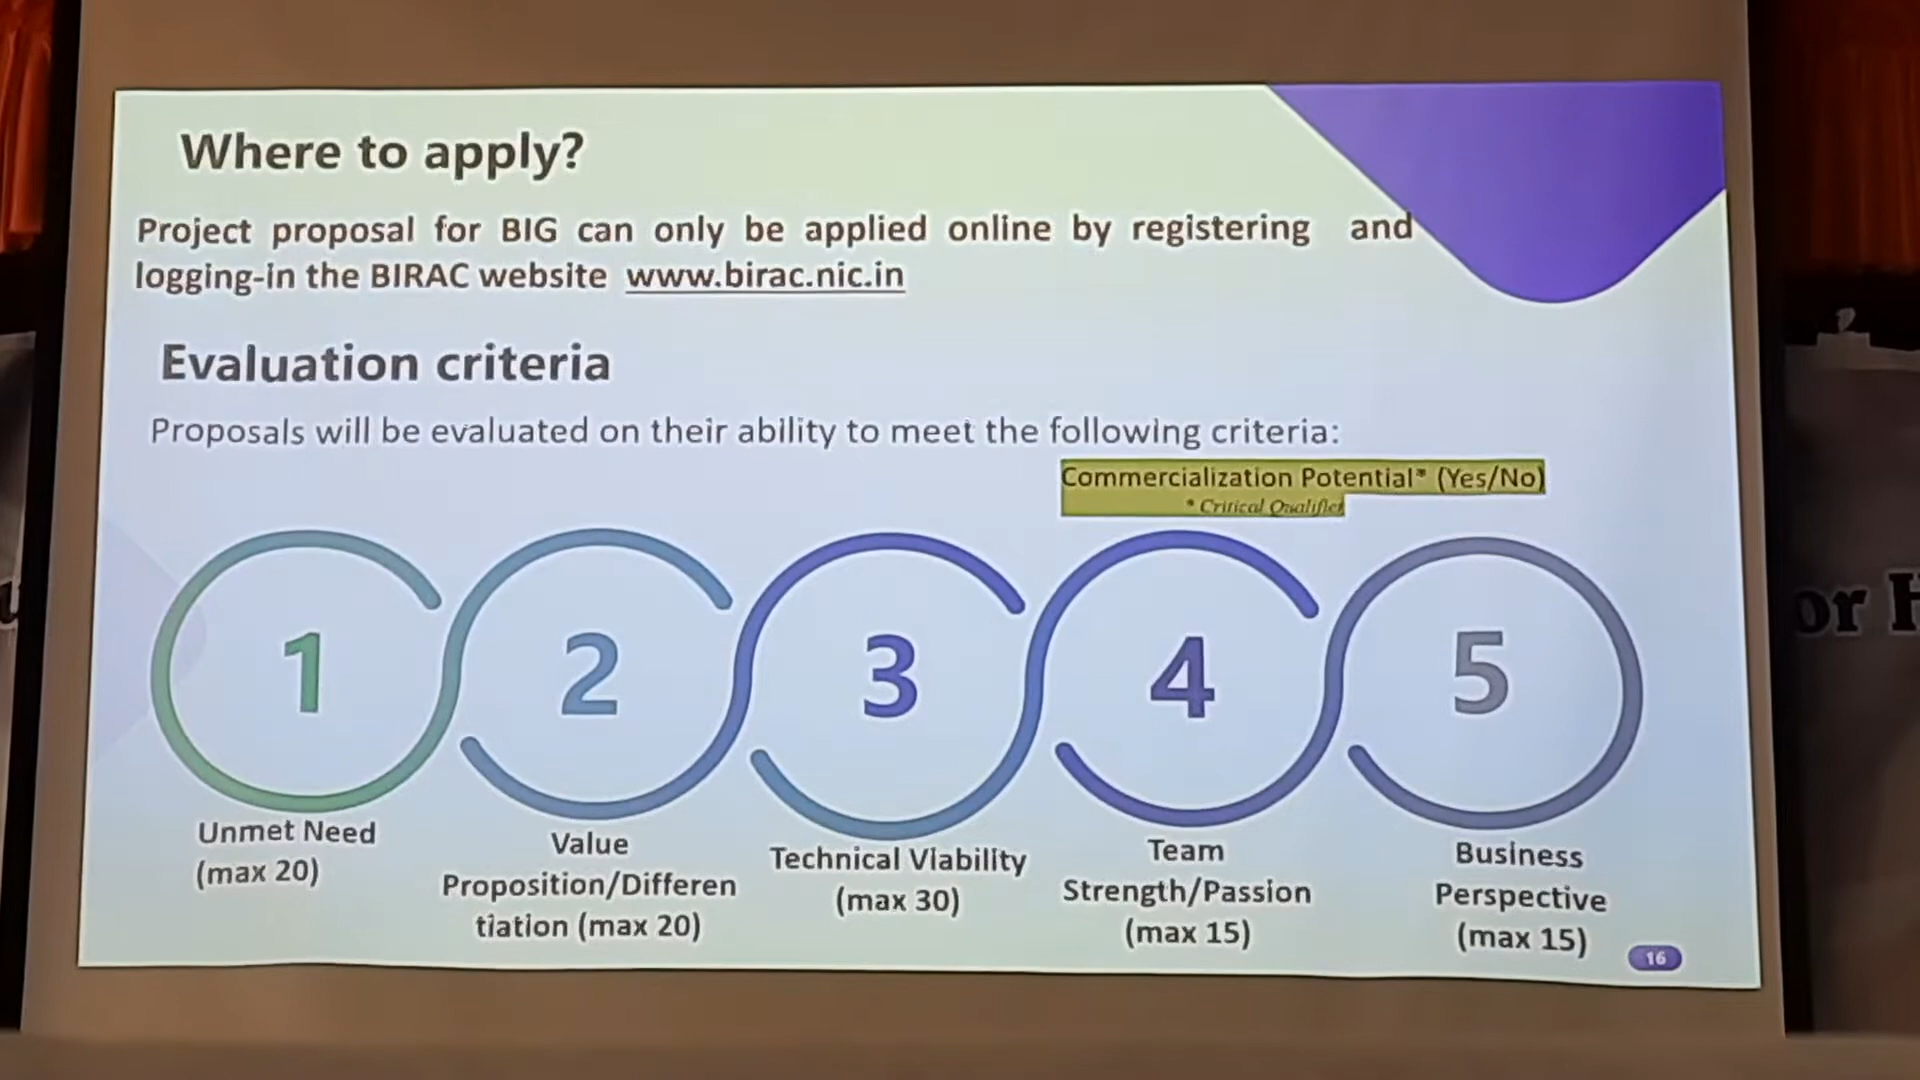 Where to apply?
Project proposal for BIG can only be applied online by registering and
logging-in the BIRAC website www.birac.nic.in
Evaluation criteria
Proposals will be evaluated on their ability to meet the following criteria:
Commercialization Potential* (Yes/No)
* Critical Qualifier
1
2
3
4
5
Unmet Need
(max 20)
Value
Proposition/Differen
tiation (max 20)
Technical Viability
(max 30)
Team
Strength/Passion
(max 15)
Business
Perspective
(max 15)
16
or